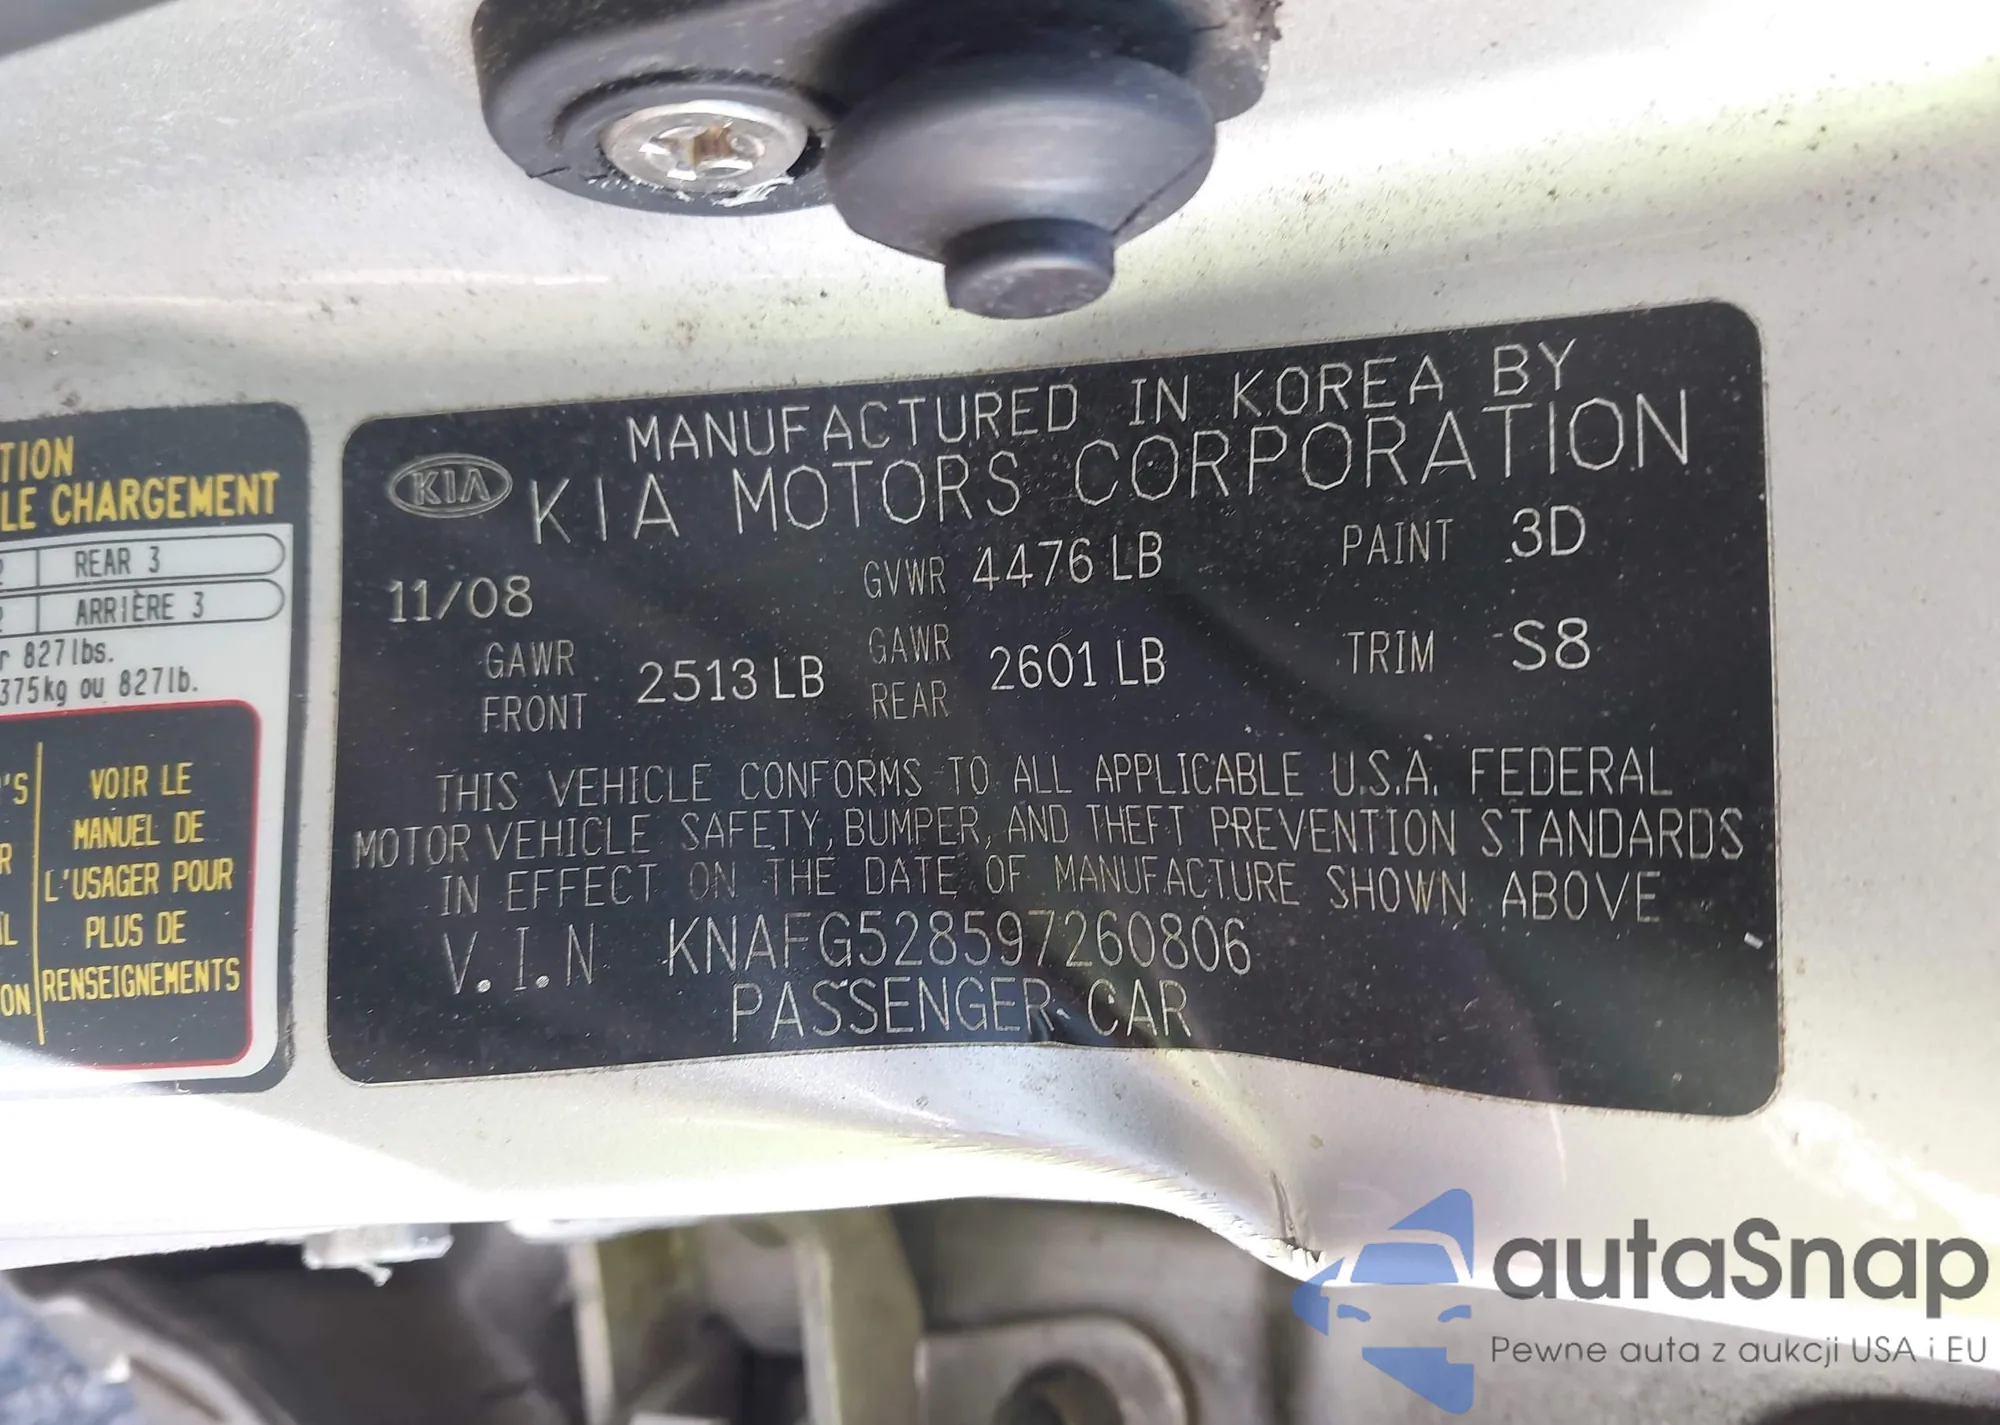 TION
LE CHARGEMENT
2 REAR 3
2 ARRIÈRE 3
r 827lbs.
375kg ou 827lb.
'S
VOIR LE
MANUEL DE
R
L'USAGER POUR
PLUS DE
L
ON
RENSEIGNEMENTS
MANUFACTURED IN KOREA BY
KIA
KIA MOTORS CORPORATION
11/08 GVWR 4476 LB PAINT 3D
GAWR FRONT 2513 LB GAWR REAR 2601 LB TRIM S8
THIS VEHICLE CONFORMS TO ALL APPLICABLE U.S.A. FEDERAL
MOTOR VEHICLE SAFETY, BUMPER, AND THEFT PREVENTION STANDARDS
IN EFFECT ON THE DATE OF MANUFACTURE SHOWN ABOVE
V.I.N KNAFG528597260806
PASSENGER CAR
autaSnap
Pewne auta z aukcji USA i EU